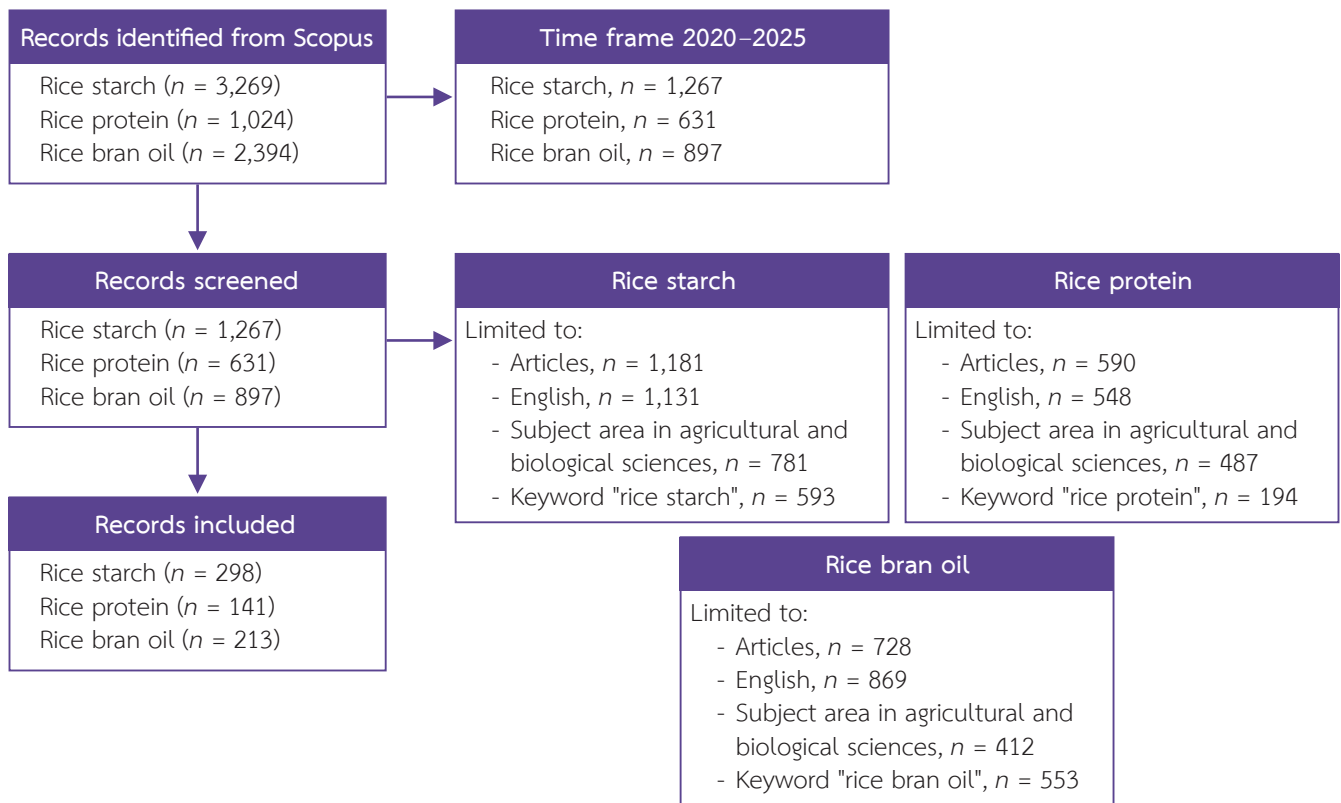 Records identified from Scopus
Rice starch (n = 3,269)
Rice protein (n = 1,024)
Rice bran oil (n = 2,394)
Time frame 2020–2025
Rice starch, n = 1,267
Rice protein, n = 631
Rice bran oil, n = 897
Records screened
Rice starch (n = 1,267)
Rice protein (n = 631)
Rice bran oil (n = 897)
Rice starch
Limited to:
- Articles, n = 1,181
- English, n = 1,131
- Subject area in agricultural and
biological sciences, n = 781
- Keyword "rice starch", n = 593
Rice protein
Limited to:
- Articles, n = 590
- English, n = 548
- Subject area in agricultural and
biological sciences, n = 487
- Keyword "rice protein", n = 194
Records included
Rice starch (n = 298)
Rice protein (n = 141)
Rice bran oil (n = 213)
Rice bran oil
Limited to:
- Articles, n = 728
- English, n = 869
- Subject area in agricultural and
biological sciences, n = 412
- Keyword "rice bran oil", n = 553